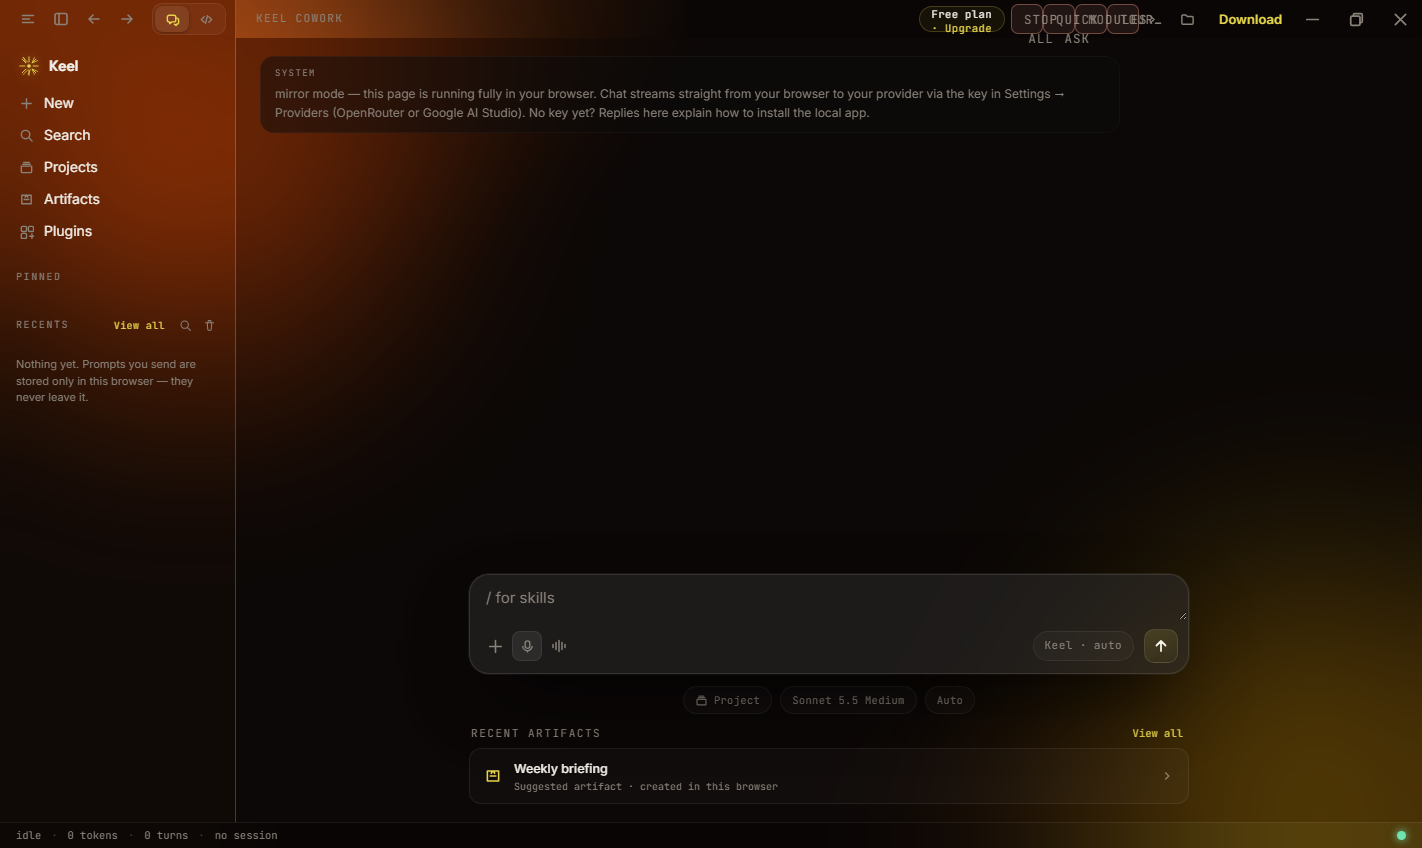 KEEL COWORK
Free plan
· Upgrade
STOP ALL
QUICK ASK
MODULES
Download
Keel
New
Search
Projects
Artifacts
Plugins
PINNED
RECENTS
View all
Nothing yet. Prompts you send are
stored only in this browser — they
never leave it.
SYSTEM
mirror mode — this page is running fully in your browser. Chat streams straight from your browser to your provider via the key in Settings →
Providers (OpenRouter or Google AI Studio). No key yet? Replies here explain how to install the local app.
/ for skills
Keel · auto
Project
Sonnet 5.5 Medium
Auto
RECENT ARTIFACTS
View all
Weekly briefing
Suggested artifact · created in this browser
idle · 0 tokens · 0 turns · no session